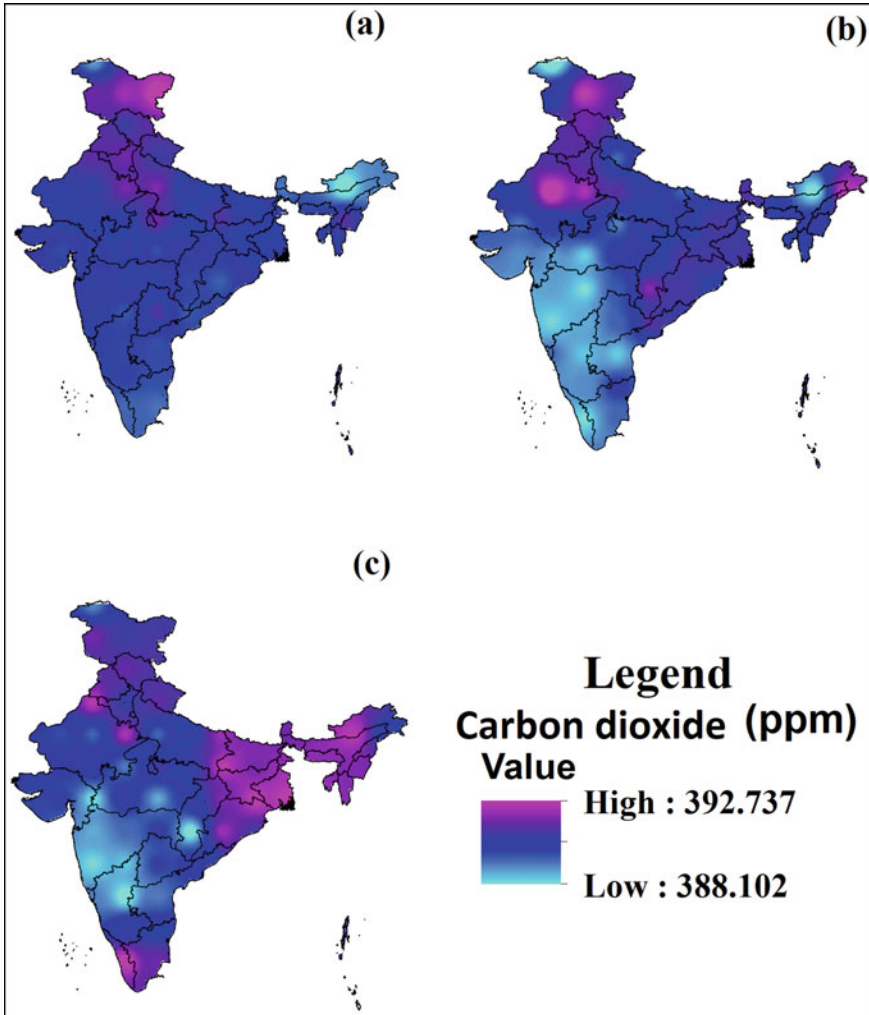 (a)
(b)
(c)
Legend
Carbon dioxide (ppm)
Value
High : 392.737
Low : 388.102